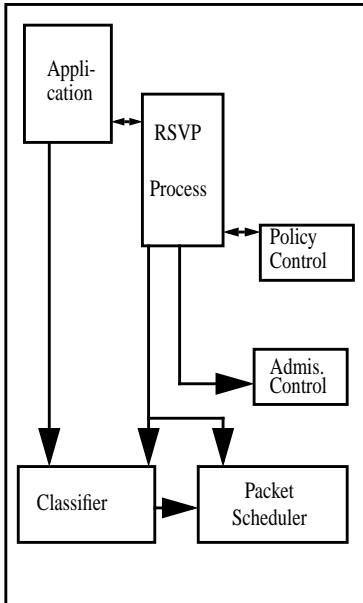 Appli-
cation
RSVP
Process
Policy
Control
Admis.
Control
Classifier
Packet
Scheduler